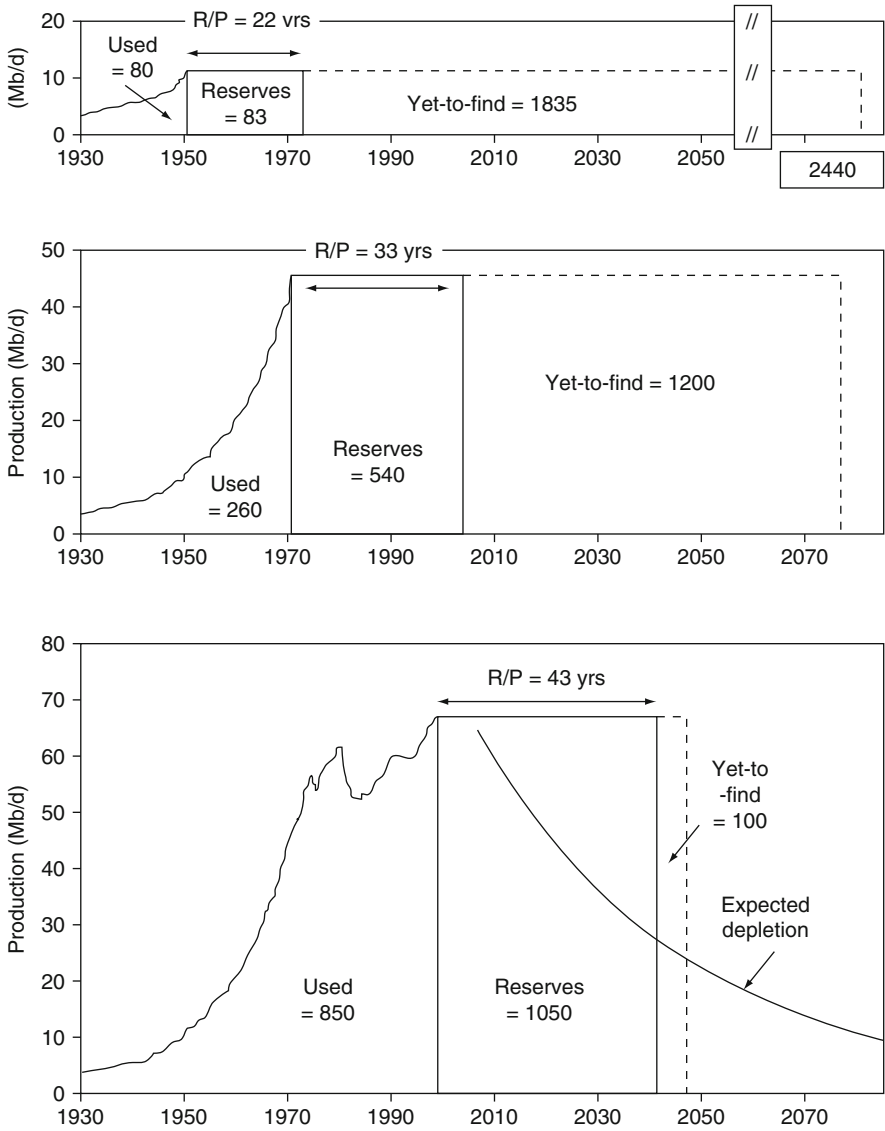 20
R/P = 22 vrs
//
Used
= 80
(Mb/d)
10
Reserves
= 83
Yet-to-find = 1835
//
0
//
1930 1950 1970 1990 2010 2030 2050
2440
50
R/P = 33 yrs
40
Production (Mb/d)
30
Yet-to-find = 1200
20
Reserves
= 540
10
Used
= 260
0
1930 1950 1970 1990 2010 2030 2050 2070
80
R/P = 43 yrs
70
60
Yet-to
-find
= 100
50
Production (Mb/d)
40
30
Expected
depletion
20
Used
= 850
Reserves
= 1050
10
0
1930 1950 1970 1990 2010 2030 2050 2070